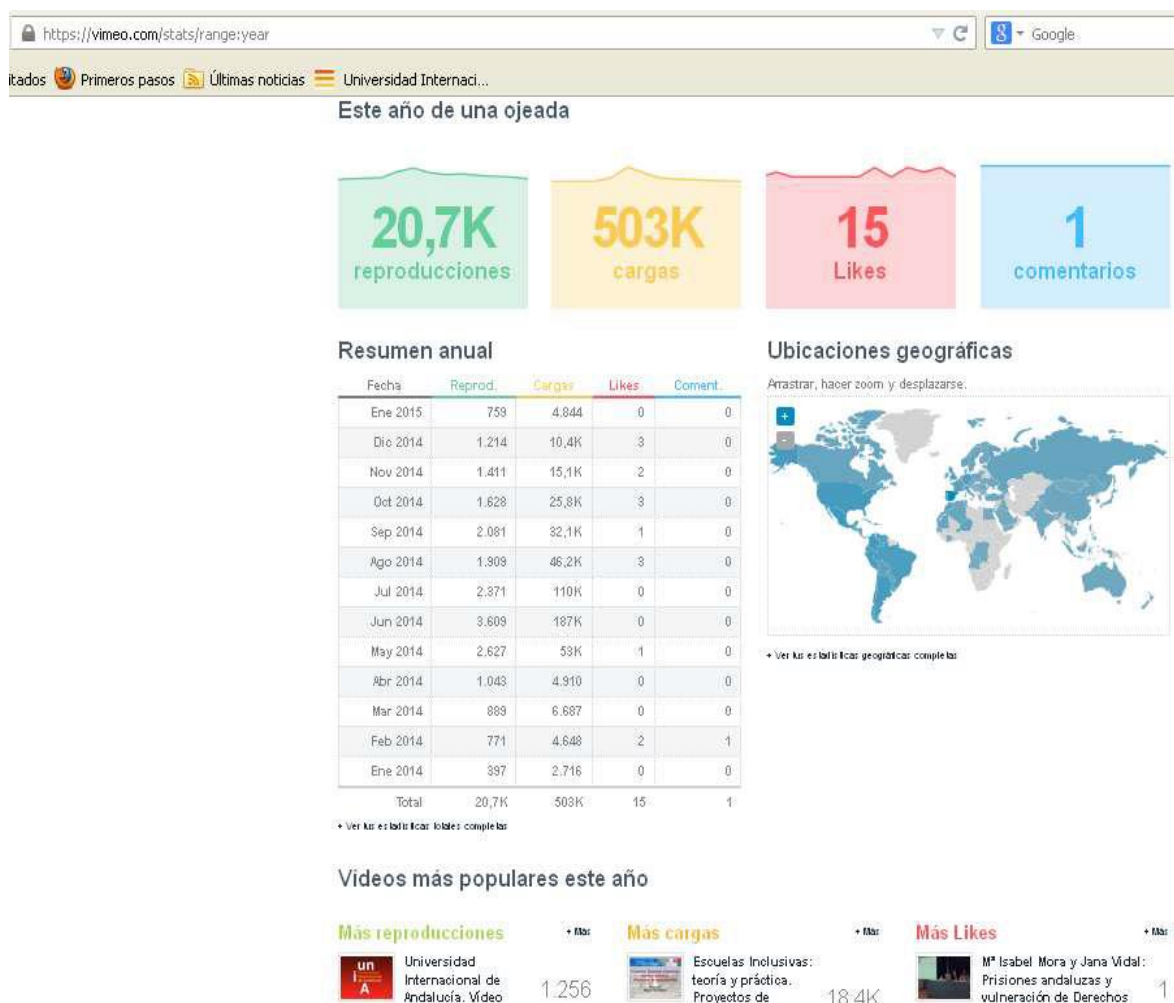 https://vimeo.com/stats/range:year
Google
itados Primeros pasos Últimas noticias Universidad Internaci...
Este año de una ojeada
20,7K
reproducciones
503K
cargas
15
Likes
1
comentarios
Resumen anual
Fecha Reprod. Cargas Likes Coment.
Ene 2015 759 4.844 0 0
Dic 2014 1.214 10,4K 3 0
Nov 2014 1.411 15,1K 2 0
Oct 2014 1.628 25,8K 3 0
Sep 2014 2.081 32,1K 1 0
Ago 2014 1.909 46,2K 3 0
Jul 2014 2.371 110K 0 0
Jun 2014 3.609 187K 0 0
May 2014 2.627 53K 1 0
Abr 2014 1.043 4.910 0 0
Mar 2014 889 6.687 0 0
Feb 2014 771 4.648 2 1
Ene 2014 397 2.716 0 0
Total 20,7K 503K 15 1
+ Ver tus estadísticas totales completas
Ubicaciones geográficas
Arrastrar, hacer zoom y desplazarse.
+
-
+ Ver tus estadísticas geográficas completas
Vídeos más populares este año
Más reproducciones + Más
un
i
A
Universidad
Internacional de
Andalucía. Vídeo
1.256
Más cargas + Más
Escuelas Inclusivas:
teoría y práctica.
Proyectos de
18,4K
Más Likes + Más
Mª Isabel Mora y Jana Vidal:
Prisiones andaluzas y
vulneración de Derechos
1